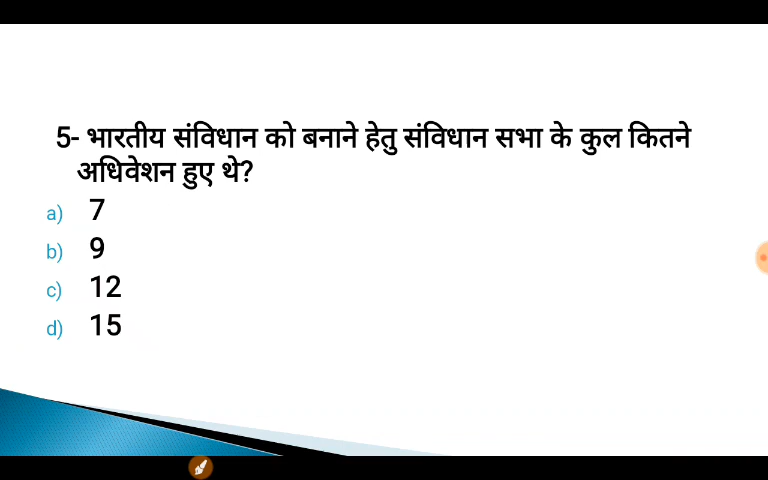 5- भारतीय संविधान को बनाने हेतु संविधान सभा के कुल कितने
अधिवेशन हुए थे?
a) 7
b) 9
c) 12
d) 15